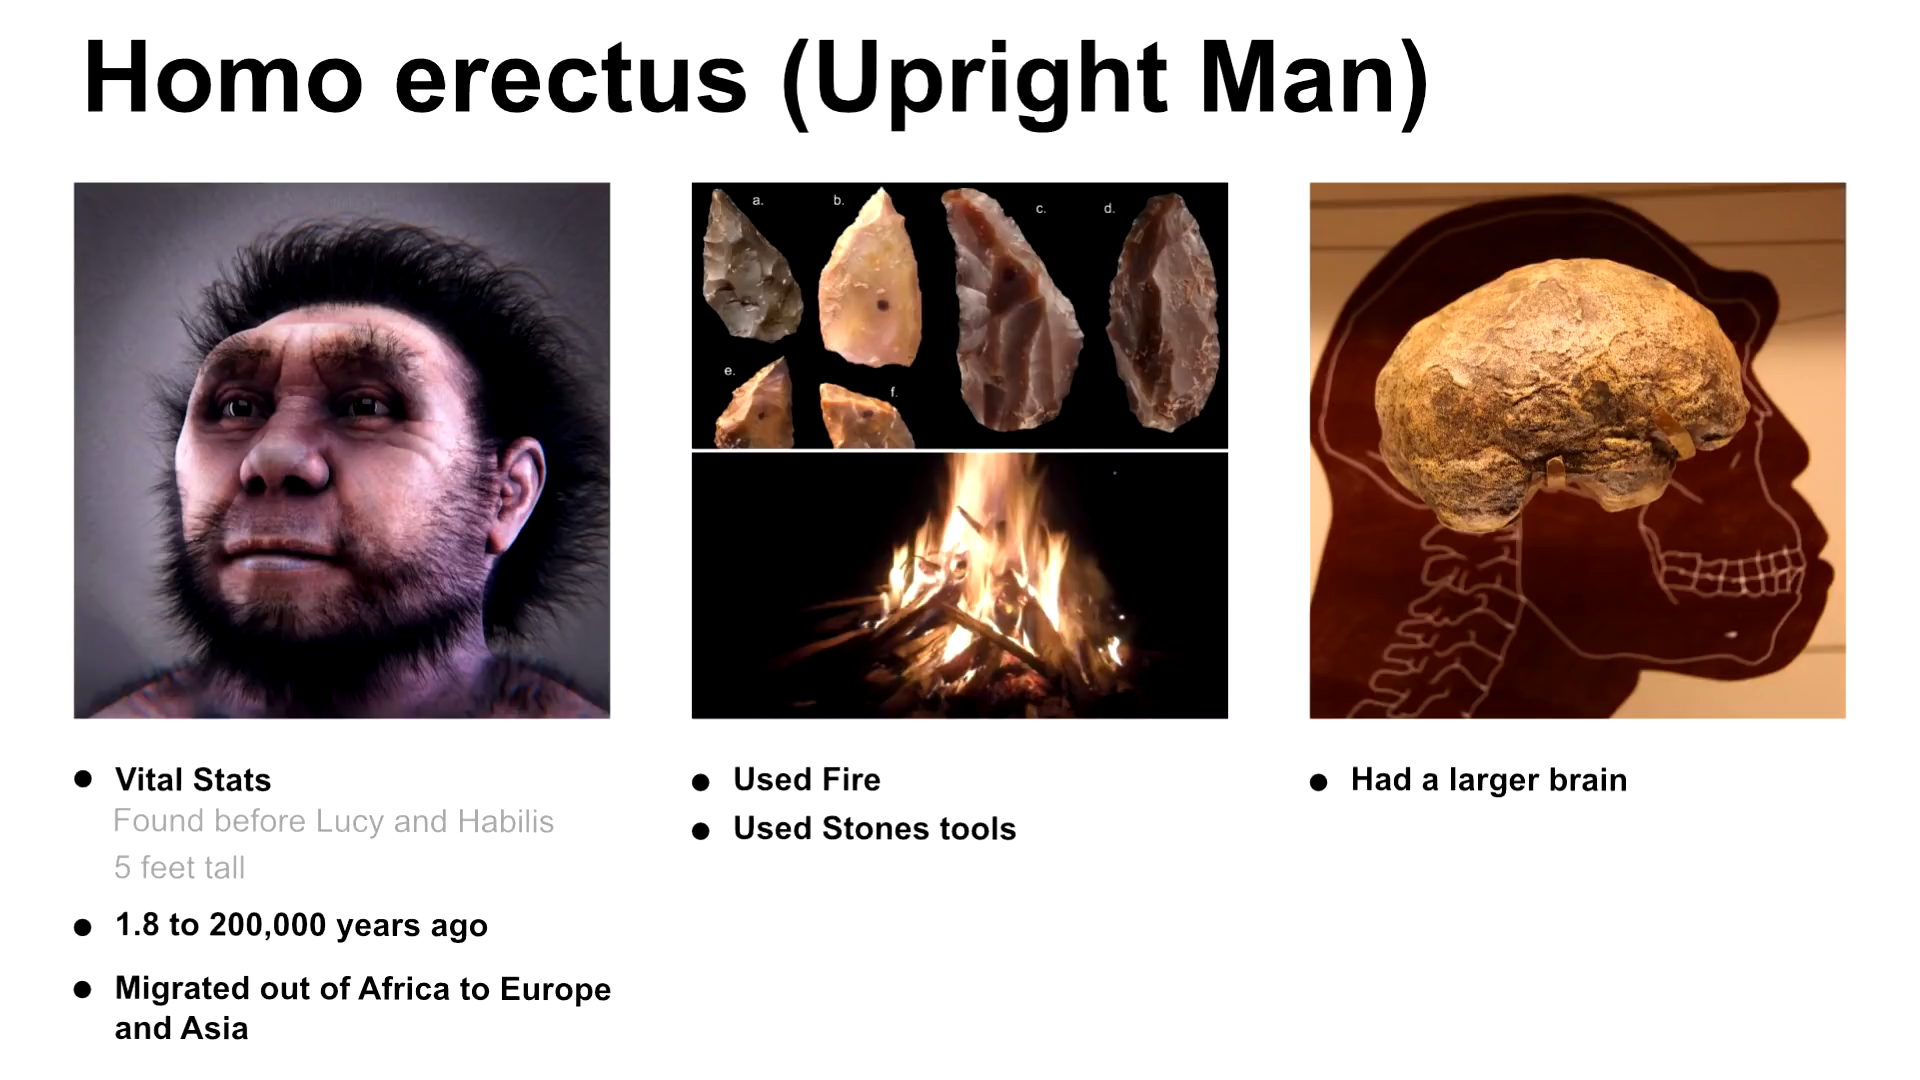 Homo erectus (Upright Man)
a.
b.
c.
d.
e.
f.
Vital Stats
Found before Lucy and Habilis
5 feet tall
1.8 to 200,000 years ago
Migrated out of Africa to Europe
and Asia
Used Fire
Used Stones tools
Had a larger brain